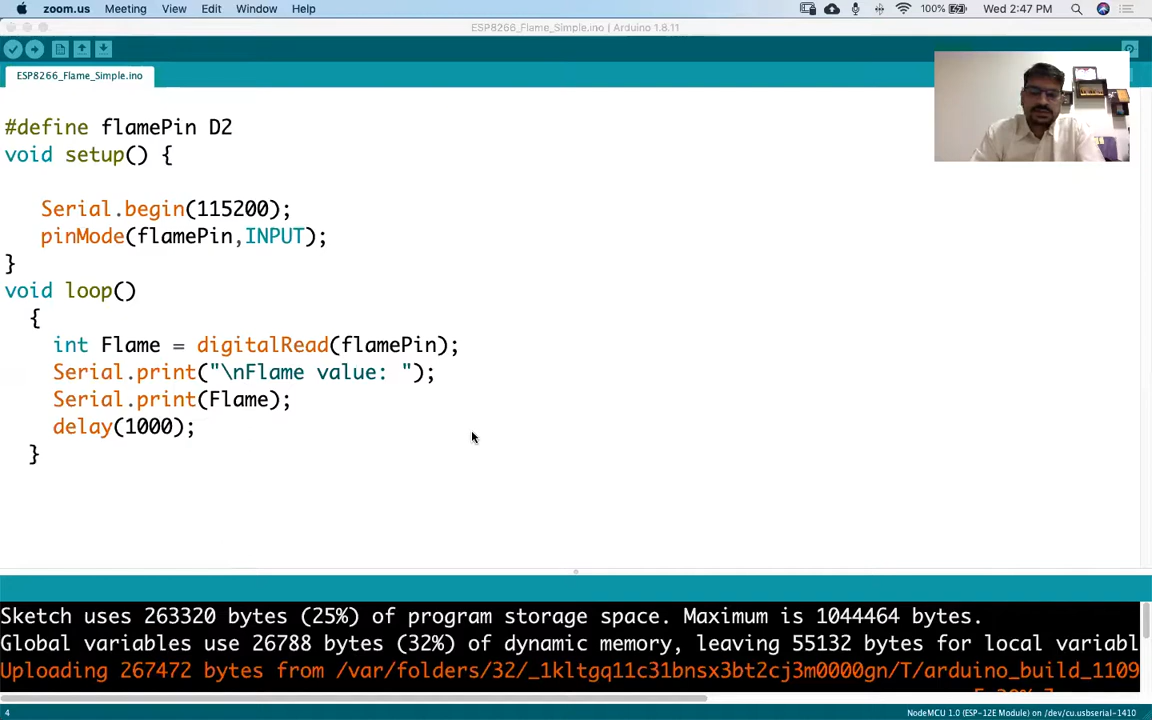 zoom.us Meeting View Edit Window Help 100% Wed 2:47 PM
ESP8266_Flame_Simple.ino | Arduino 1.8.11
ESP8266_Flame_Simple.ino
#define flamePin D2
void setup() {
Serial.begin(115200);
pinMode(flamePin,INPUT);
}
void loop()
{
int Flame = digitalRead(flamePin);
Serial.print("\nFlame value: ");
Serial.print(Flame);
delay(1000);
}
Sketch uses 263320 bytes (25%) of program storage space. Maximum is 1044464 bytes.
Global variables use 26788 bytes (32%) of dynamic memory, leaving 55132 bytes for local variabl
Uploading 267472 bytes from /var/folders/32/_1kltgq11c31bnsx3bt2cj3m0000gn/T/arduino_build_1109
4 NodeMCU 1.0 (ESP-12E Module) on /dev/cu.usbserial-1410